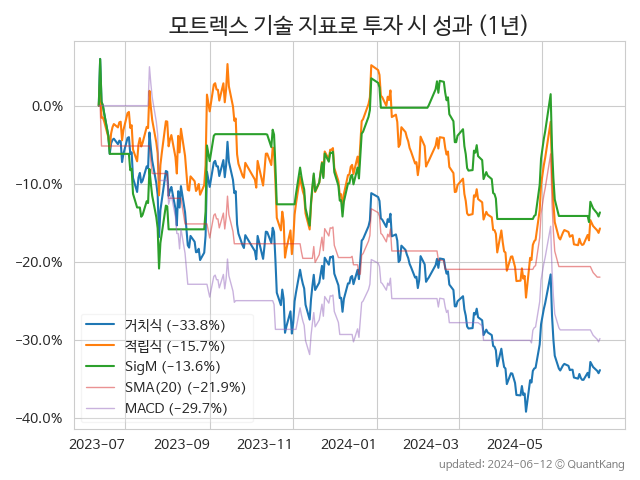 모트렉스 기술 지표로 투자 시 성과 (1년)
0.0%
−10.0%
−20.0%
−30.0%
−40.0%
거치식 (−33.8%)
적립식 (−15.7%)
SigM (−13.6%)
SMA(20) (−21.9%)
MACD (−29.7%)
2023-07 2023-09 2023-11 2024-01 2024-03 2024-05
updated: 2024-06-12 © QuantKang